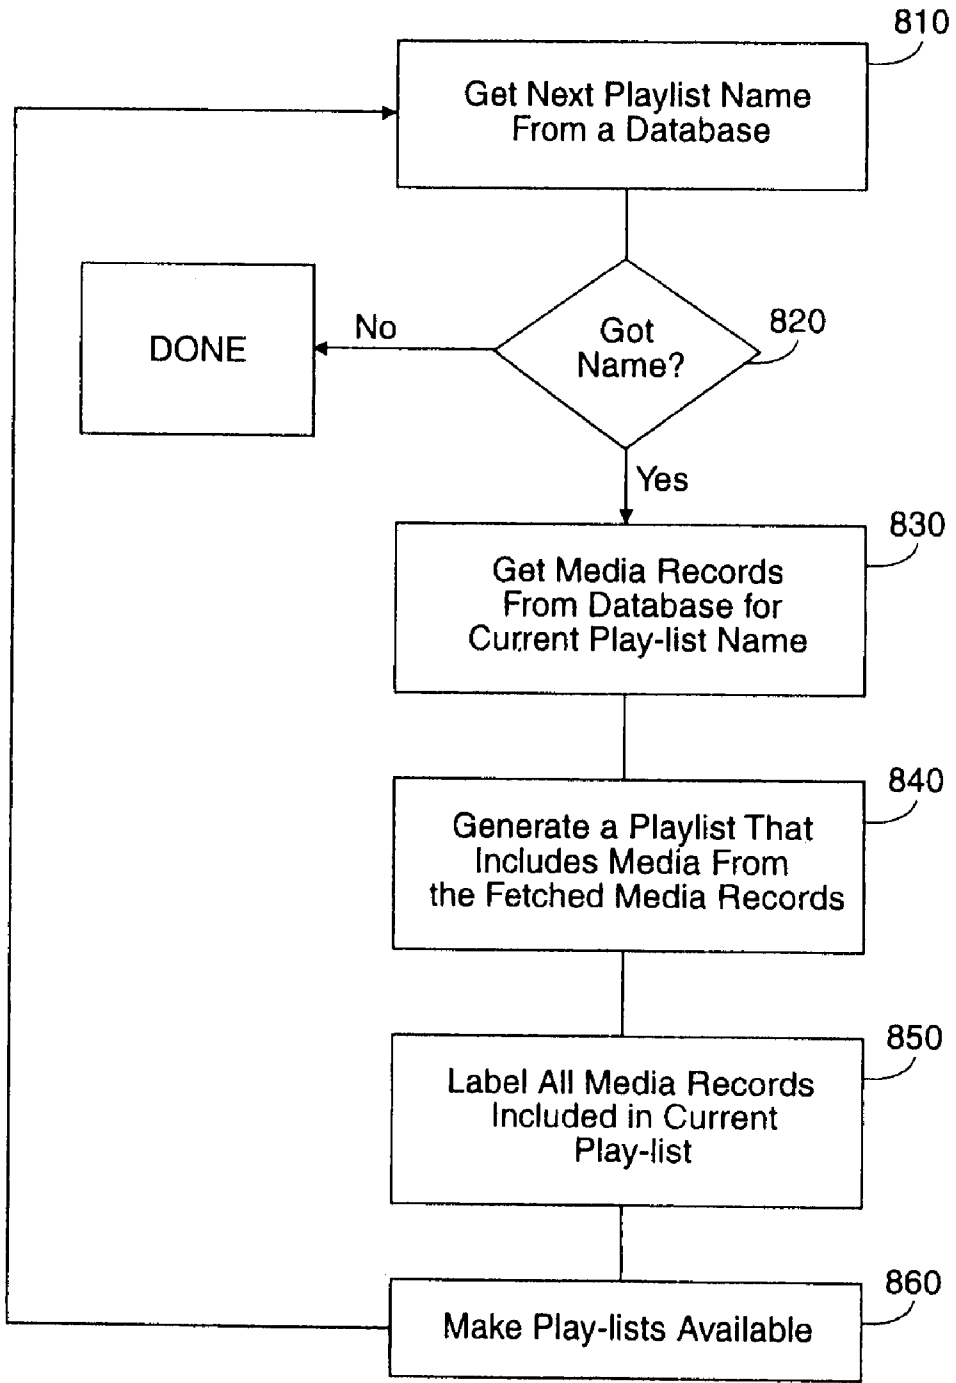 810
Get Next Playlist Name
From a Database
DONE
No
Got
Name?
820
Yes
830
Get Media Records
From Database for
Current Play-list Name
840
Generate a Playlist That
Includes Media From
the Fetched Media Records
850
Label All Media Records
Included in Current
Play-list
860
Make Play-lists Available